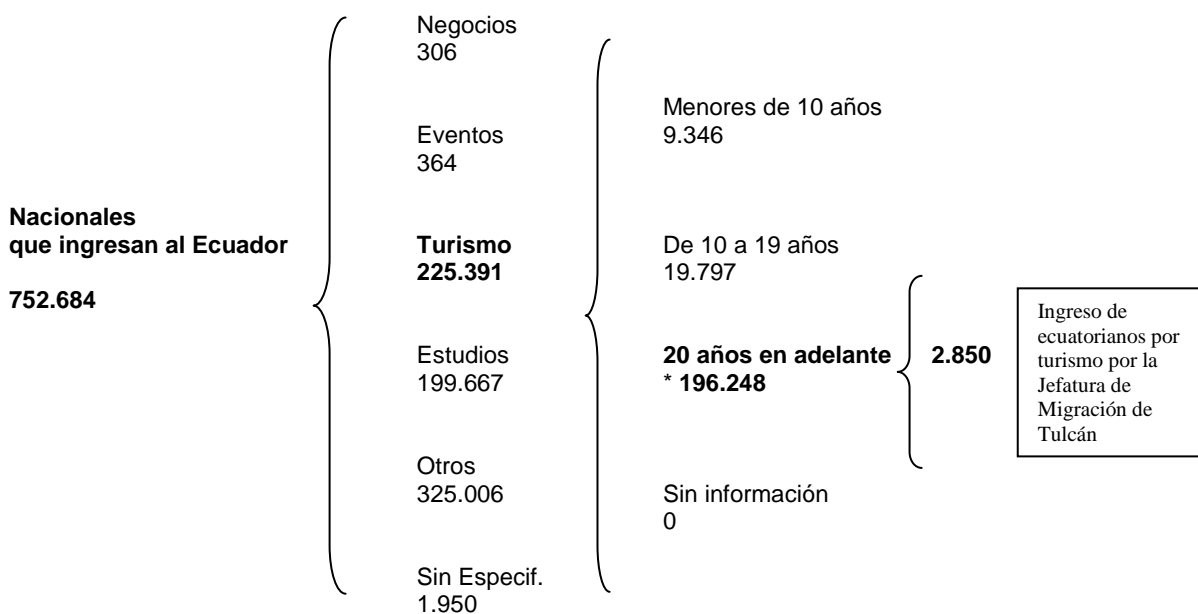 Nacionales
que ingresan al Ecuador
752.684
Negocios
306
Eventos
364
Turismo
225.391
Estudios
199.667
Otros
325.006
Sin Especif.
1.950
Menores de 10 años
9.346
De 10 a 19 años
19.797
20 años en adelante
* 196.248
Sin información
0
2.850
Ingreso de
ecuatorianos por
turismo por la
Jefatura de
Migración de
Tulcán